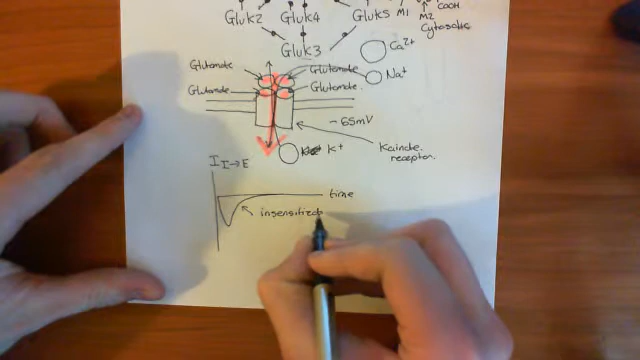 Gluk2 Gluk4 Gluk5 M1 M2 COOH
Cytosolic
Gluk3
Ca2+
Glutamate Glutamate Na+
Glutamate Glutamate.
-65mV
K+ Kainate receptor.
I I→E
time
insensitized